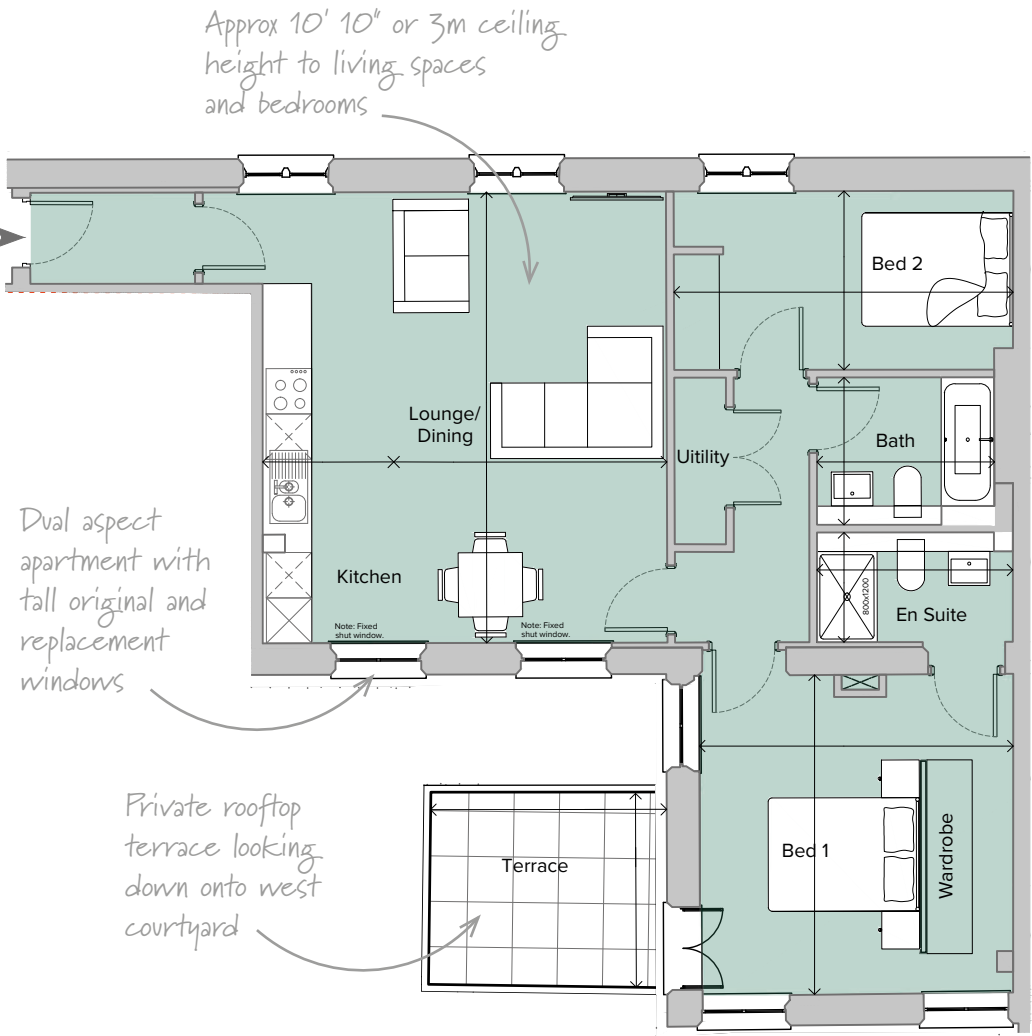 Approx 10' 10" or 3m ceiling
height to living spaces
and bedrooms
Bed 2
Lounge/
Dining
Bath
Uitility
Dual aspect
apartment with
tall original and
replacement
windows
Kitchen
800x1200
En Suite
Note: Fixed
shut window.
Note: Fixed
shut window.
Private rooftop
terrace looking
down onto west
courtyard
Terrace
Bed 1
Wardrobe